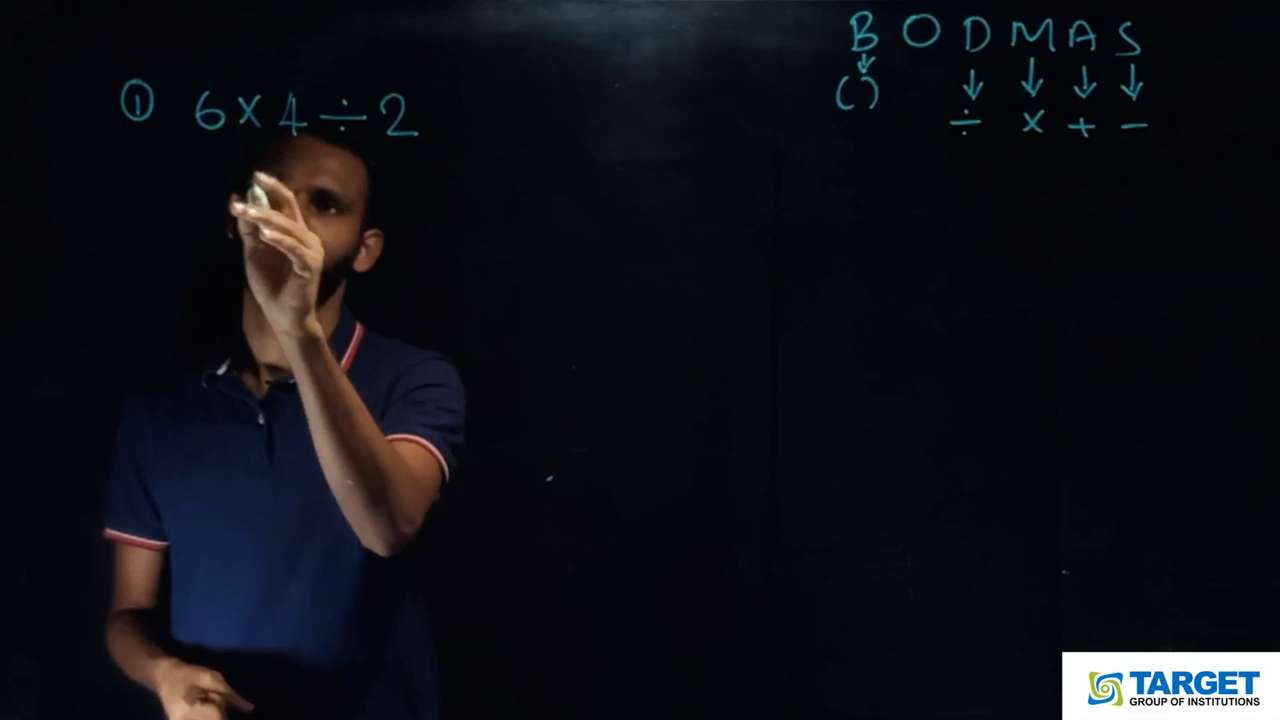 B O D M A S
↓ ↓ ↓ ↓ ↓
( ) ÷ × + −
① 6 × 4 ÷ 2
TARGET
GROUP OF INSTITUTIONS